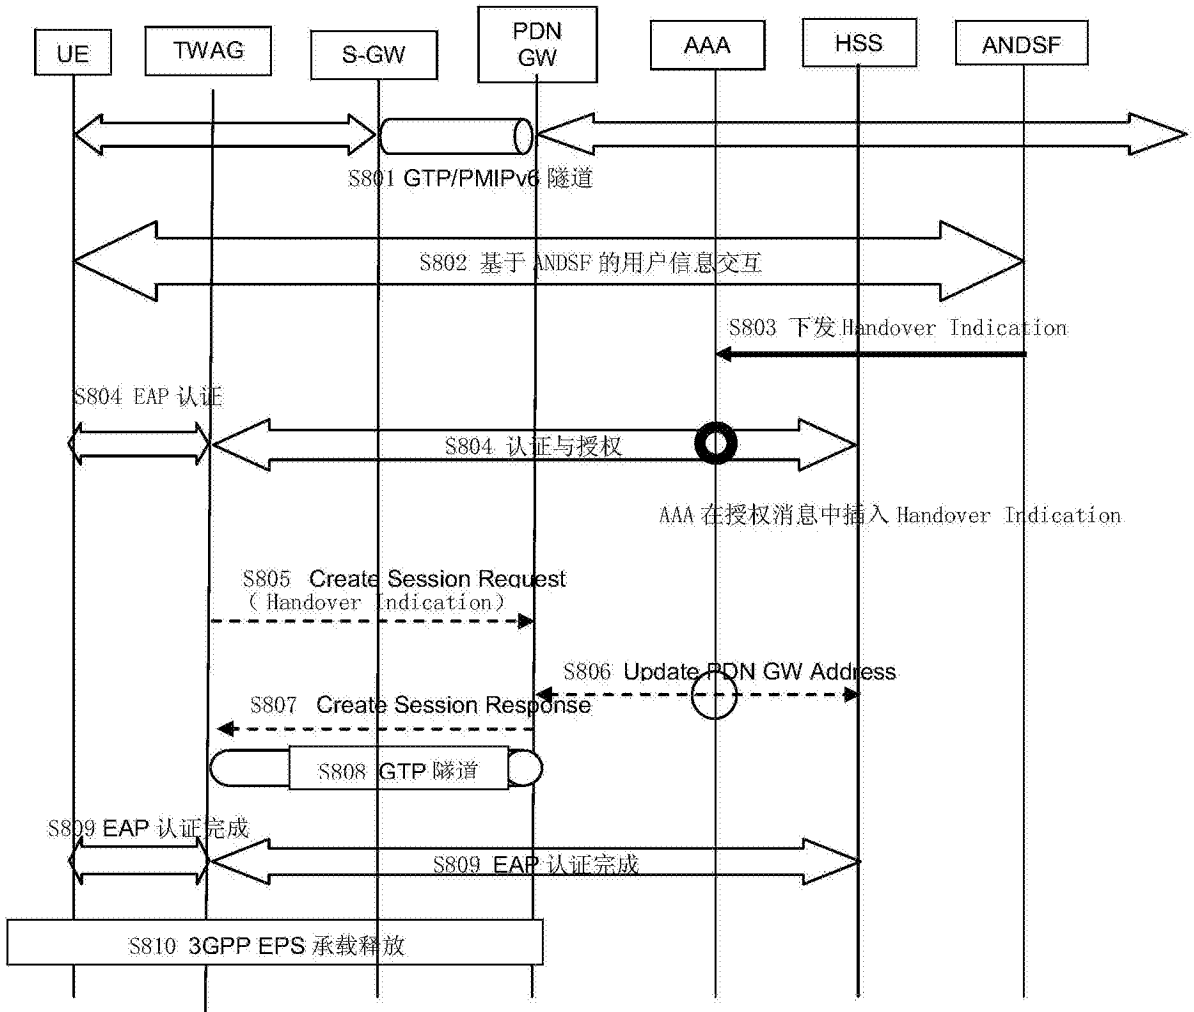 UE
TWAG
S-GW
PDN
GW
AAA
HSS
ANDSF
S801 GTP/PMIPv6 隧道
S802 基于 ANDSF 的用户信息交互
S803 下发 Handover Indication
S804 EAP 认证
S804 认证与授权
AAA 在授权消息中插入 Handover Indication
S805 Create Session Request
（ Handover Indication）
S806 Update PDN GW Address
S807 Create Session Response
S808 GTP 隧道
S809 EAP 认证完成
S809 EAP 认证完成
S810 3GPP EPS 承载释放